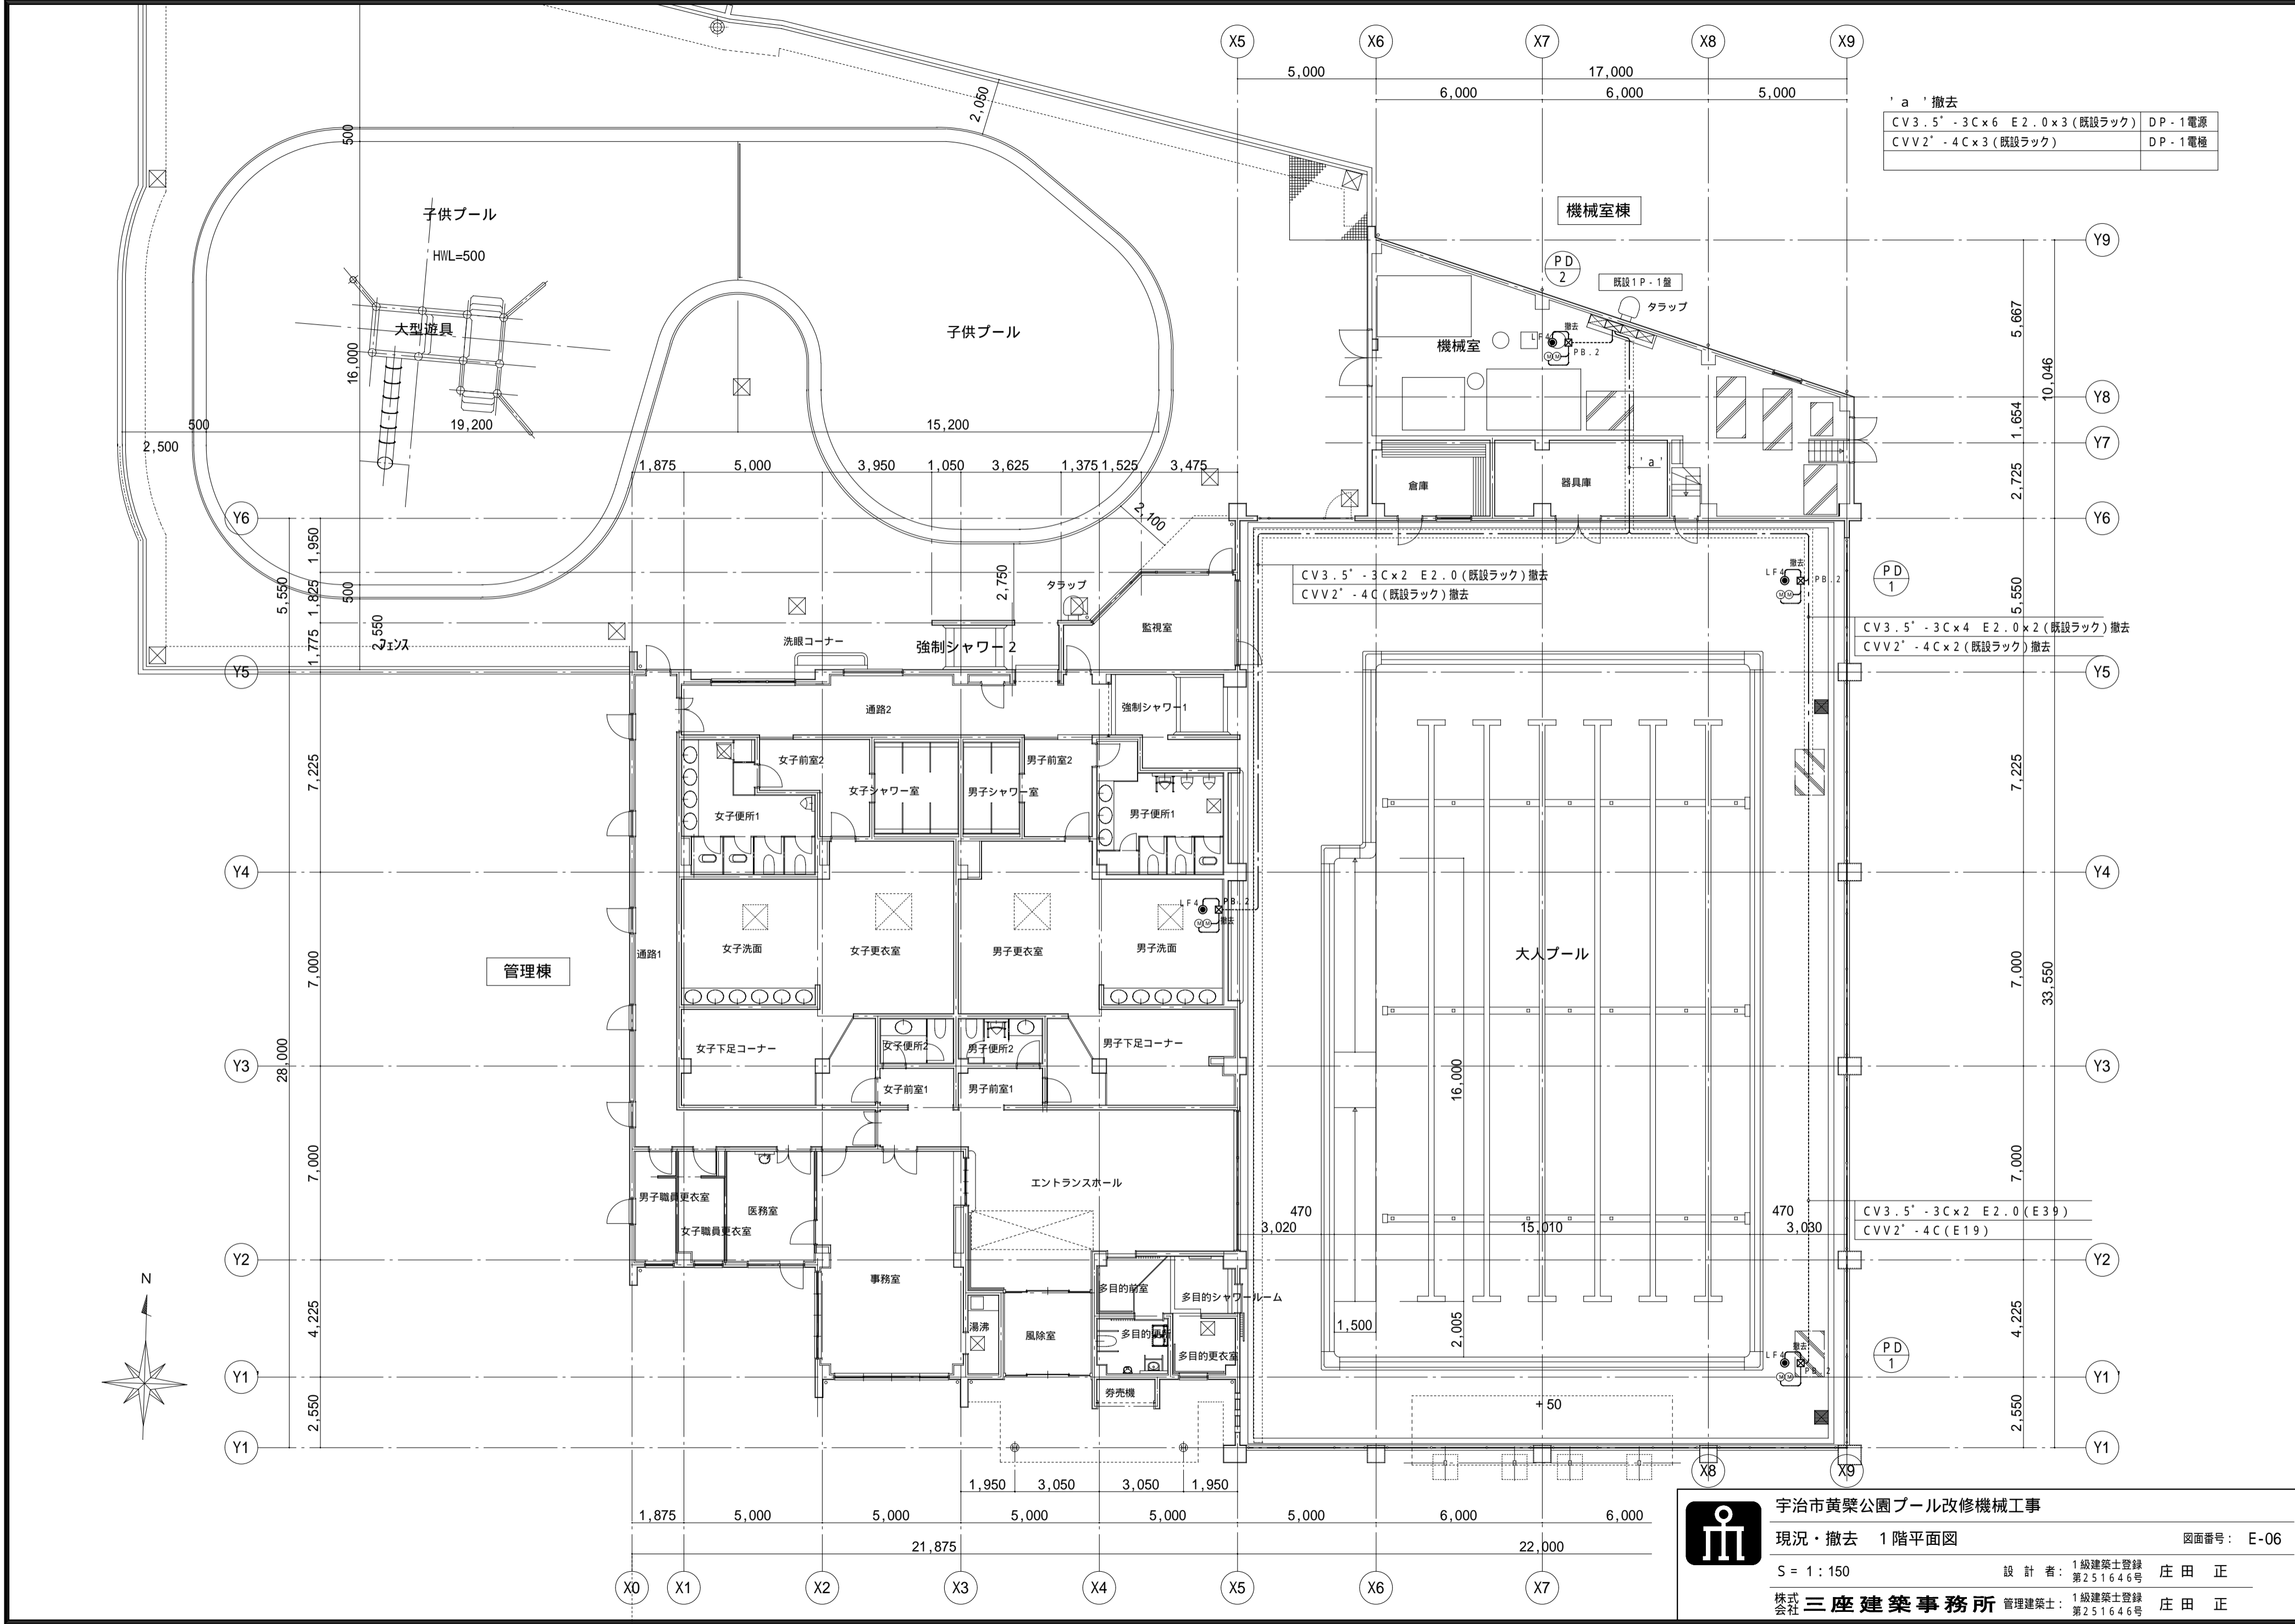 X5
X6
X7
X8
X9
5,000
17,000
6,000
6,000
5,000
'a'撤去
CV3.5゜-3C×6 E2.0×3(既設ラック) DP-1電源
CVV2゜-4C×3(既設ラック) DP-1電極
2,050
500
子供プール
HWL=500
大型遊具
16,000
子供プール
500
19,200
15,200
2,500
機械室棟
PD
2
既設1P-1盤
タラップ
撤去
LF4
PB.2
機械室
Y9
5,667
10,046
Y8
1,654
Y7
2,725
'a'
倉庫
器具庫
1,875
5,000
3,950
1,050
3,625
1,375
1,525
3,475
2,100
Y6
Y6
1,950
5,550
1,825
500
1,775
2,550
フェンス
2,750
タラップ
洗眼コーナー
強制シャワー2
監視室
CV3.5゜-3C×2 E2.0(既設ラック)撤去
CVV2゜-4C(既設ラック)撤去
撤去
LF4
PB.2
PD
1
5,550
CV3.5゜-3C×4 E2.0×2(既設ラック)撤去
CVV2゜-4C×2(既設ラック)撤去
Y5
Y5
通路2
強制シャワー1
7,225
女子前室2
男子前室2
女子シャワー室
男子シャワー室
女子便所1
男子便所1
7,225
Y4
Y4
LF4
PB.2
撤去
管理棟
通路1
女子洗面
女子更衣室
男子更衣室
男子洗面
大人プール
7,000
7,000
33,550
28,000
女子下足コーナー
女子便所2
男子便所2
男子下足コーナー
Y3
Y3
女子前室1
男子前室1
16,000
7,000
7,000
エントランスホール
男子職員更衣室
女子職員更衣室
医務室
470
3,020
15,010
470
3,030
CV3.5゜-3C×2 E2.0(E39)
CVV2゜-4C(E19)
Y2
Y2
事務室
多目的前室
多目的シャワールーム
N
4,225
湯沸
風除室
多目的便所
多目的更衣室
1,500
2,005
4,225
撤去
LF4
PB.2
PD
1
Y1'
Y1'
券売機
+50
2,550
2,550
Y1
Y1
X8
X9
1,950
3,050
3,050
1,950
1,875
5,000
5,000
5,000
5,000
5,000
6,000
6,000
21,875
22,000
X0
X1
X2
X3
X4
X5
X6
X7
宇治市黄檗公園プール改修機械工事
現況・撤去 1階平面図 図面番号: E-06
S = 1:150 設計者: 1級建築士登録 第251646号 庄田 正
株式会社 三座建築事務所 管理建築士: 1級建築士登録 第251646号 庄田 正